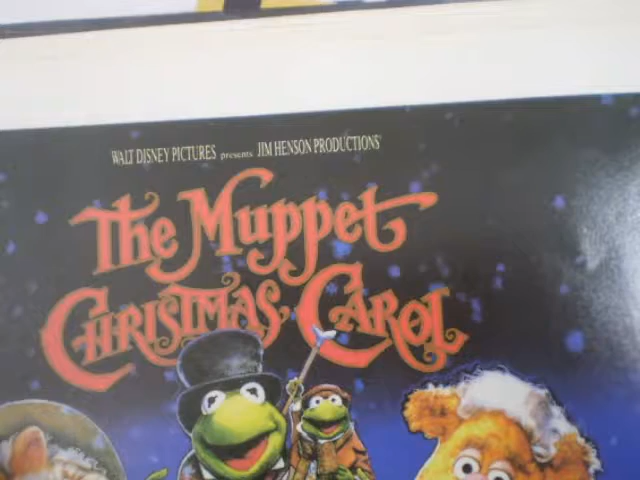 WALT DISNEY PICTURES presents JIM HENSON PRODUCTIONS'
The Muppet
CHRISTMAS CAROL